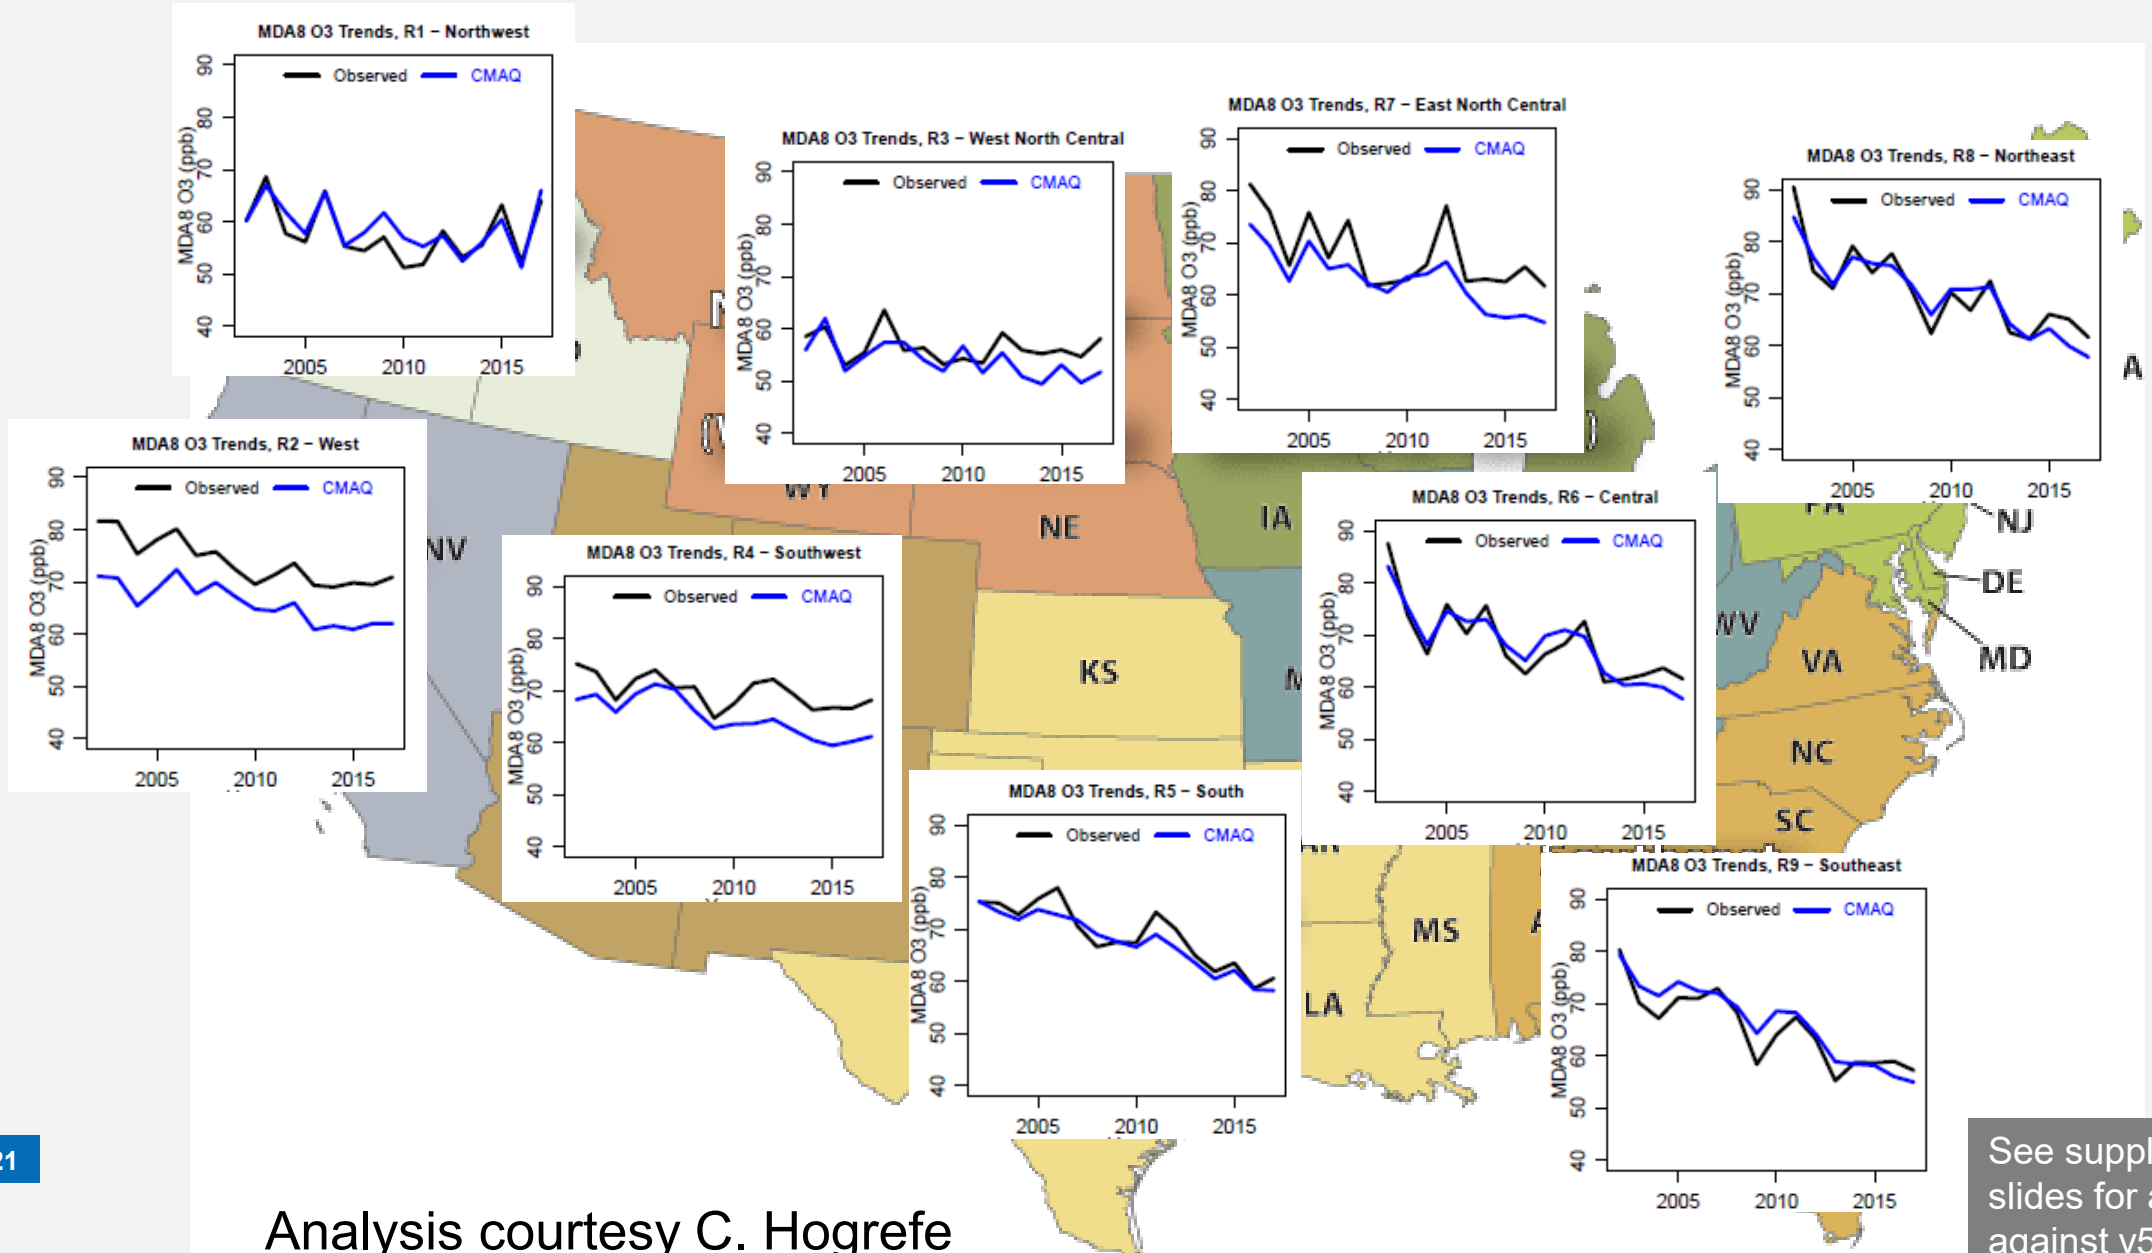 MDA8 O3 Trends, R1 − Northwest
Observed CMAQ
MDA8 O3 (ppb)
40 50 60 70 80 90
2005 2010 2015
MDA8 O3 Trends, R3 − West North Central
Observed CMAQ
MDA8 O3 (ppb)
40 50 60 70 80 90
2005 2010 2015
MDA8 O3 Trends, R7 − East North Central
Observed CMAQ
MDA8 O3 (ppb)
40 50 60 70 80 90
2005 2010 2015
MDA8 O3 Trends, R8 − Northeast
Observed CMAQ
MDA8 O3 (ppb)
40 50 60 70 80 90
2005 2010 2015
MDA8 O3 Trends, R2 − West
Observed CMAQ
MDA8 O3 (ppb)
40 50 60 70 80 90
2005 2010 2015
MDA8 O3 Trends, R4 − Southwest
Observed CMAQ
MDA8 O3 (ppb)
40 50 60 70 80 90
2005 2010 2015
MDA8 O3 Trends, R6 − Central
Observed CMAQ
MDA8 O3 (ppb)
40 50 60 70 80 90
2005 2010 2015
MDA8 O3 Trends, R5 − South
Observed CMAQ
MDA8 O3 (ppb)
40 50 60 70 80 90
2005 2010 2015
MDA8 O3 Trends, R9 − Southeast
Observed CMAQ
MDA8 O3 (ppb)
40 50 60 70 80 90
2005 2010 2015
NV
WY
NE
IA
KS
PA
NJ
DE
MD
WV
VA
NC
SC
MS
LA
21
Analysis courtesy C. Hogrefe
See suppl
slides for a
against v5